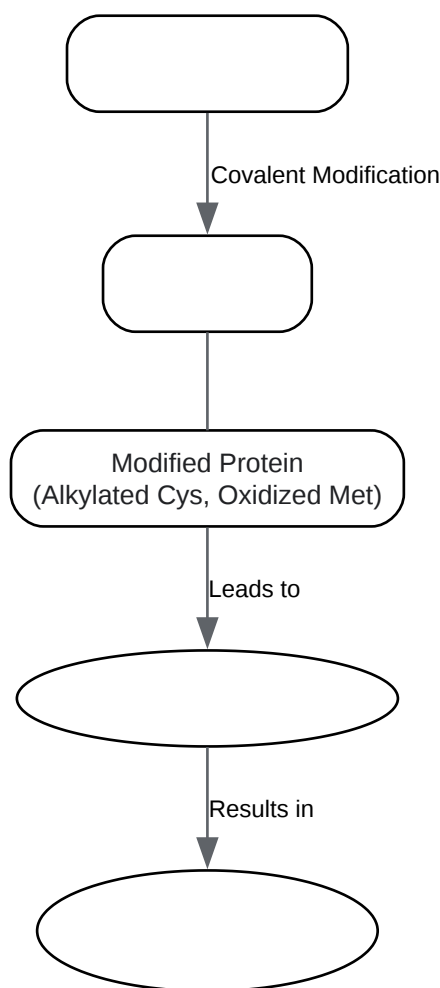 Covalent Modification
Modified Protein
(Alkylated Cys, Oxidized Met)
Leads to
Results in